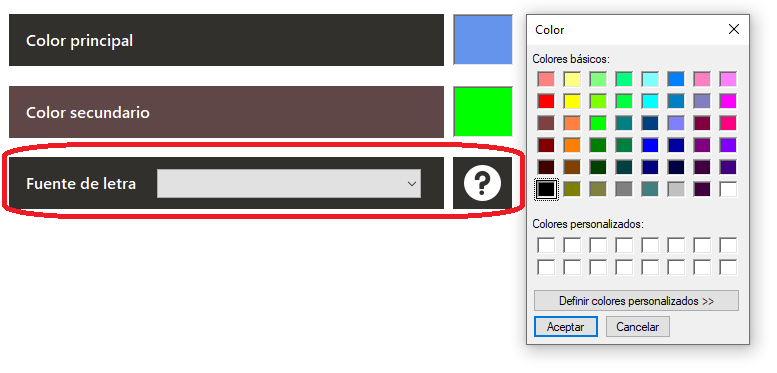 Color principal
Color secundario
Fuente de letra
?
Color
Colores básicos:
Colores personalizados:
Definir colores personalizados >>
Aceptar Cancelar